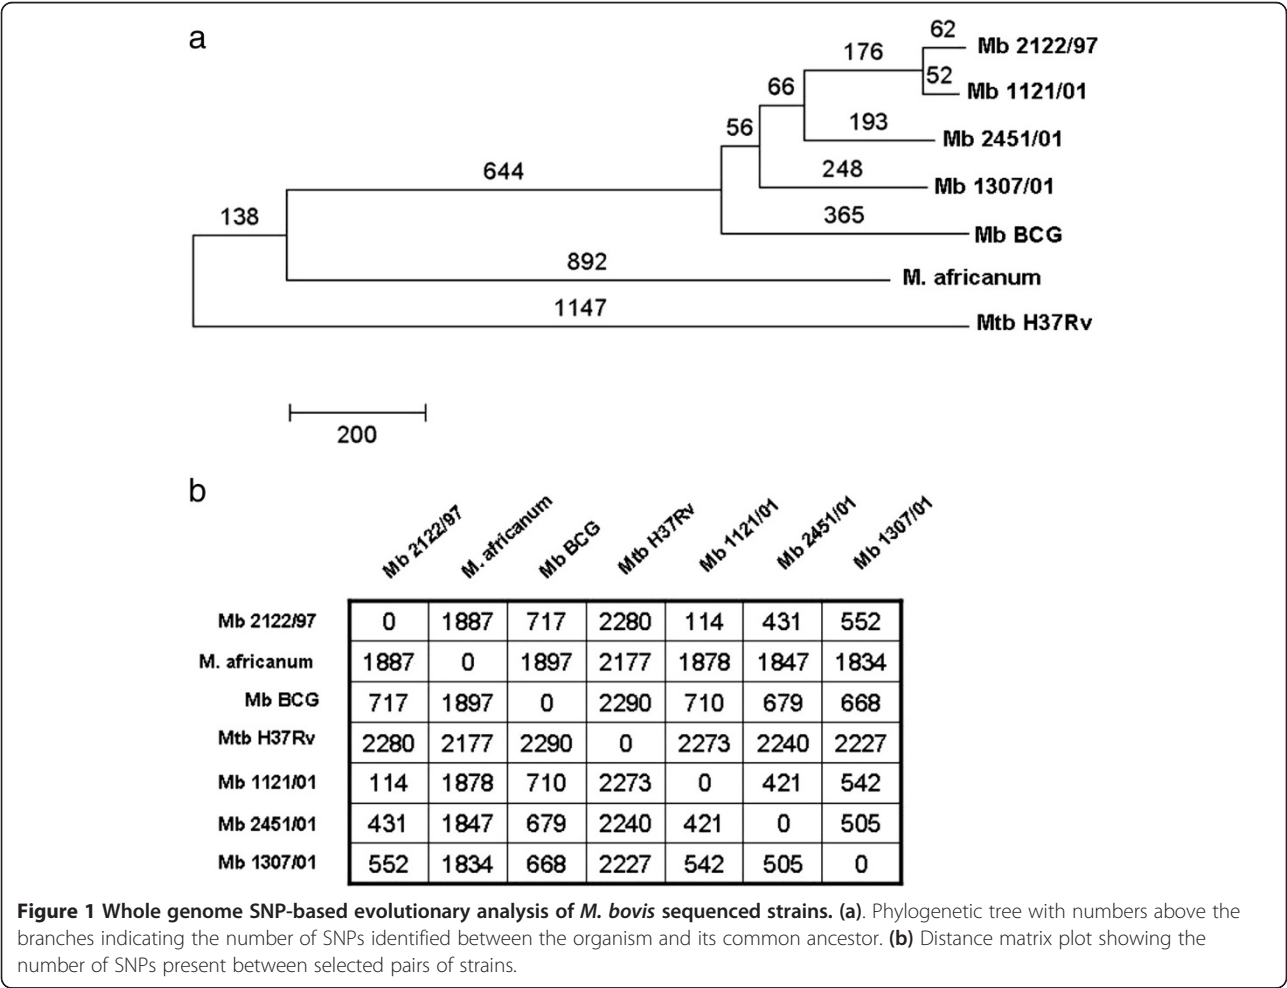 a
62
Mb 2122/97
176
52
Mb 1121/01
66
193
Mb 2451/01
56
248
Mb 1307/01
644
365
Mb BCG
138
892
M. africanum
1147
Mtb H37Rv
200
b
Mb 2122/97 M. africanum Mb BCG Mtb H37Rv Mb 1121/01 Mb 2451/01 Mb 1307/01
Mb 2122/97 0 1887 717 2280 114 431 552
M. africanum 1887 0 1897 2177 1878 1847 1834
Mb BCG 717 1897 0 2290 710 679 668
Mtb H37Rv 2280 2177 2290 0 2273 2240 2227
Mb 1121/01 114 1878 710 2273 0 421 542
Mb 2451/01 431 1847 679 2240 421 0 505
Mb 1307/01 552 1834 668 2227 542 505 0
Figure 1 Whole genome SNP-based evolutionary analysis of M. bovis sequenced strains. (a). Phylogenetic tree with numbers above the
branches indicating the number of SNPs identified between the organism and its common ancestor. (b) Distance matrix plot showing the
number of SNPs present between selected pairs of strains.